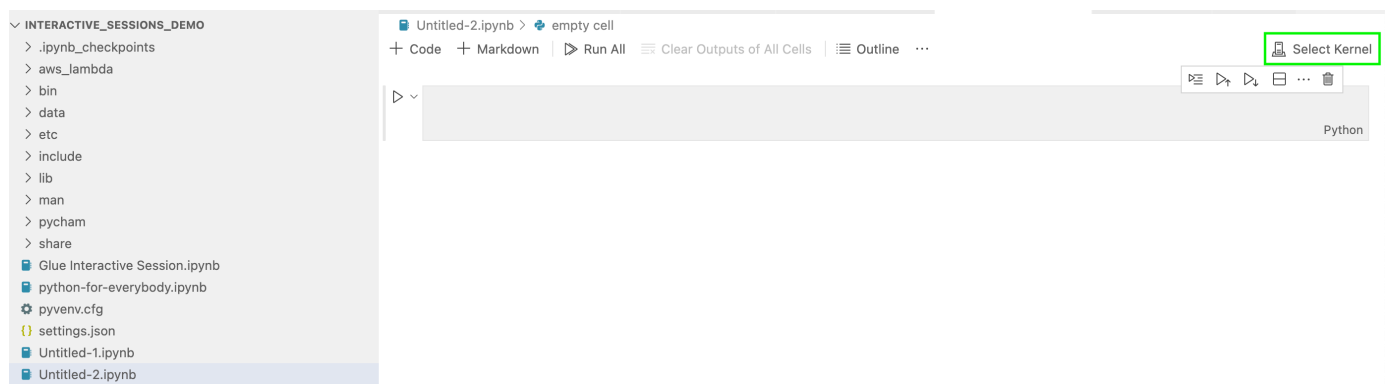 INTERACTIVE_SESSIONS_DEMO
.ipynb_checkpoints
aws_lambda
bin
data
etc
include
lib
man
pycham
share
Glue Interactive Session.ipynb
python-for-everybody.ipynb
pyvenv.cfg
{} settings.json
Untitled-1.ipynb
Untitled-2.ipynb
Untitled-2.ipynb > empty cell
+ Code + Markdown Run All Clear Outputs of All Cells Outline ... Select Kernel
Python